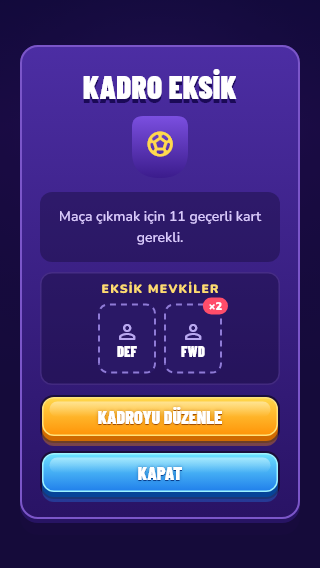 KADRO EKSİK
Maça çıkmak için 11 geçerli kart
gerekli.
EKSİK MEVKİLER
×2
DEF
FWD
KADROYU DÜZENLE
KAPAT